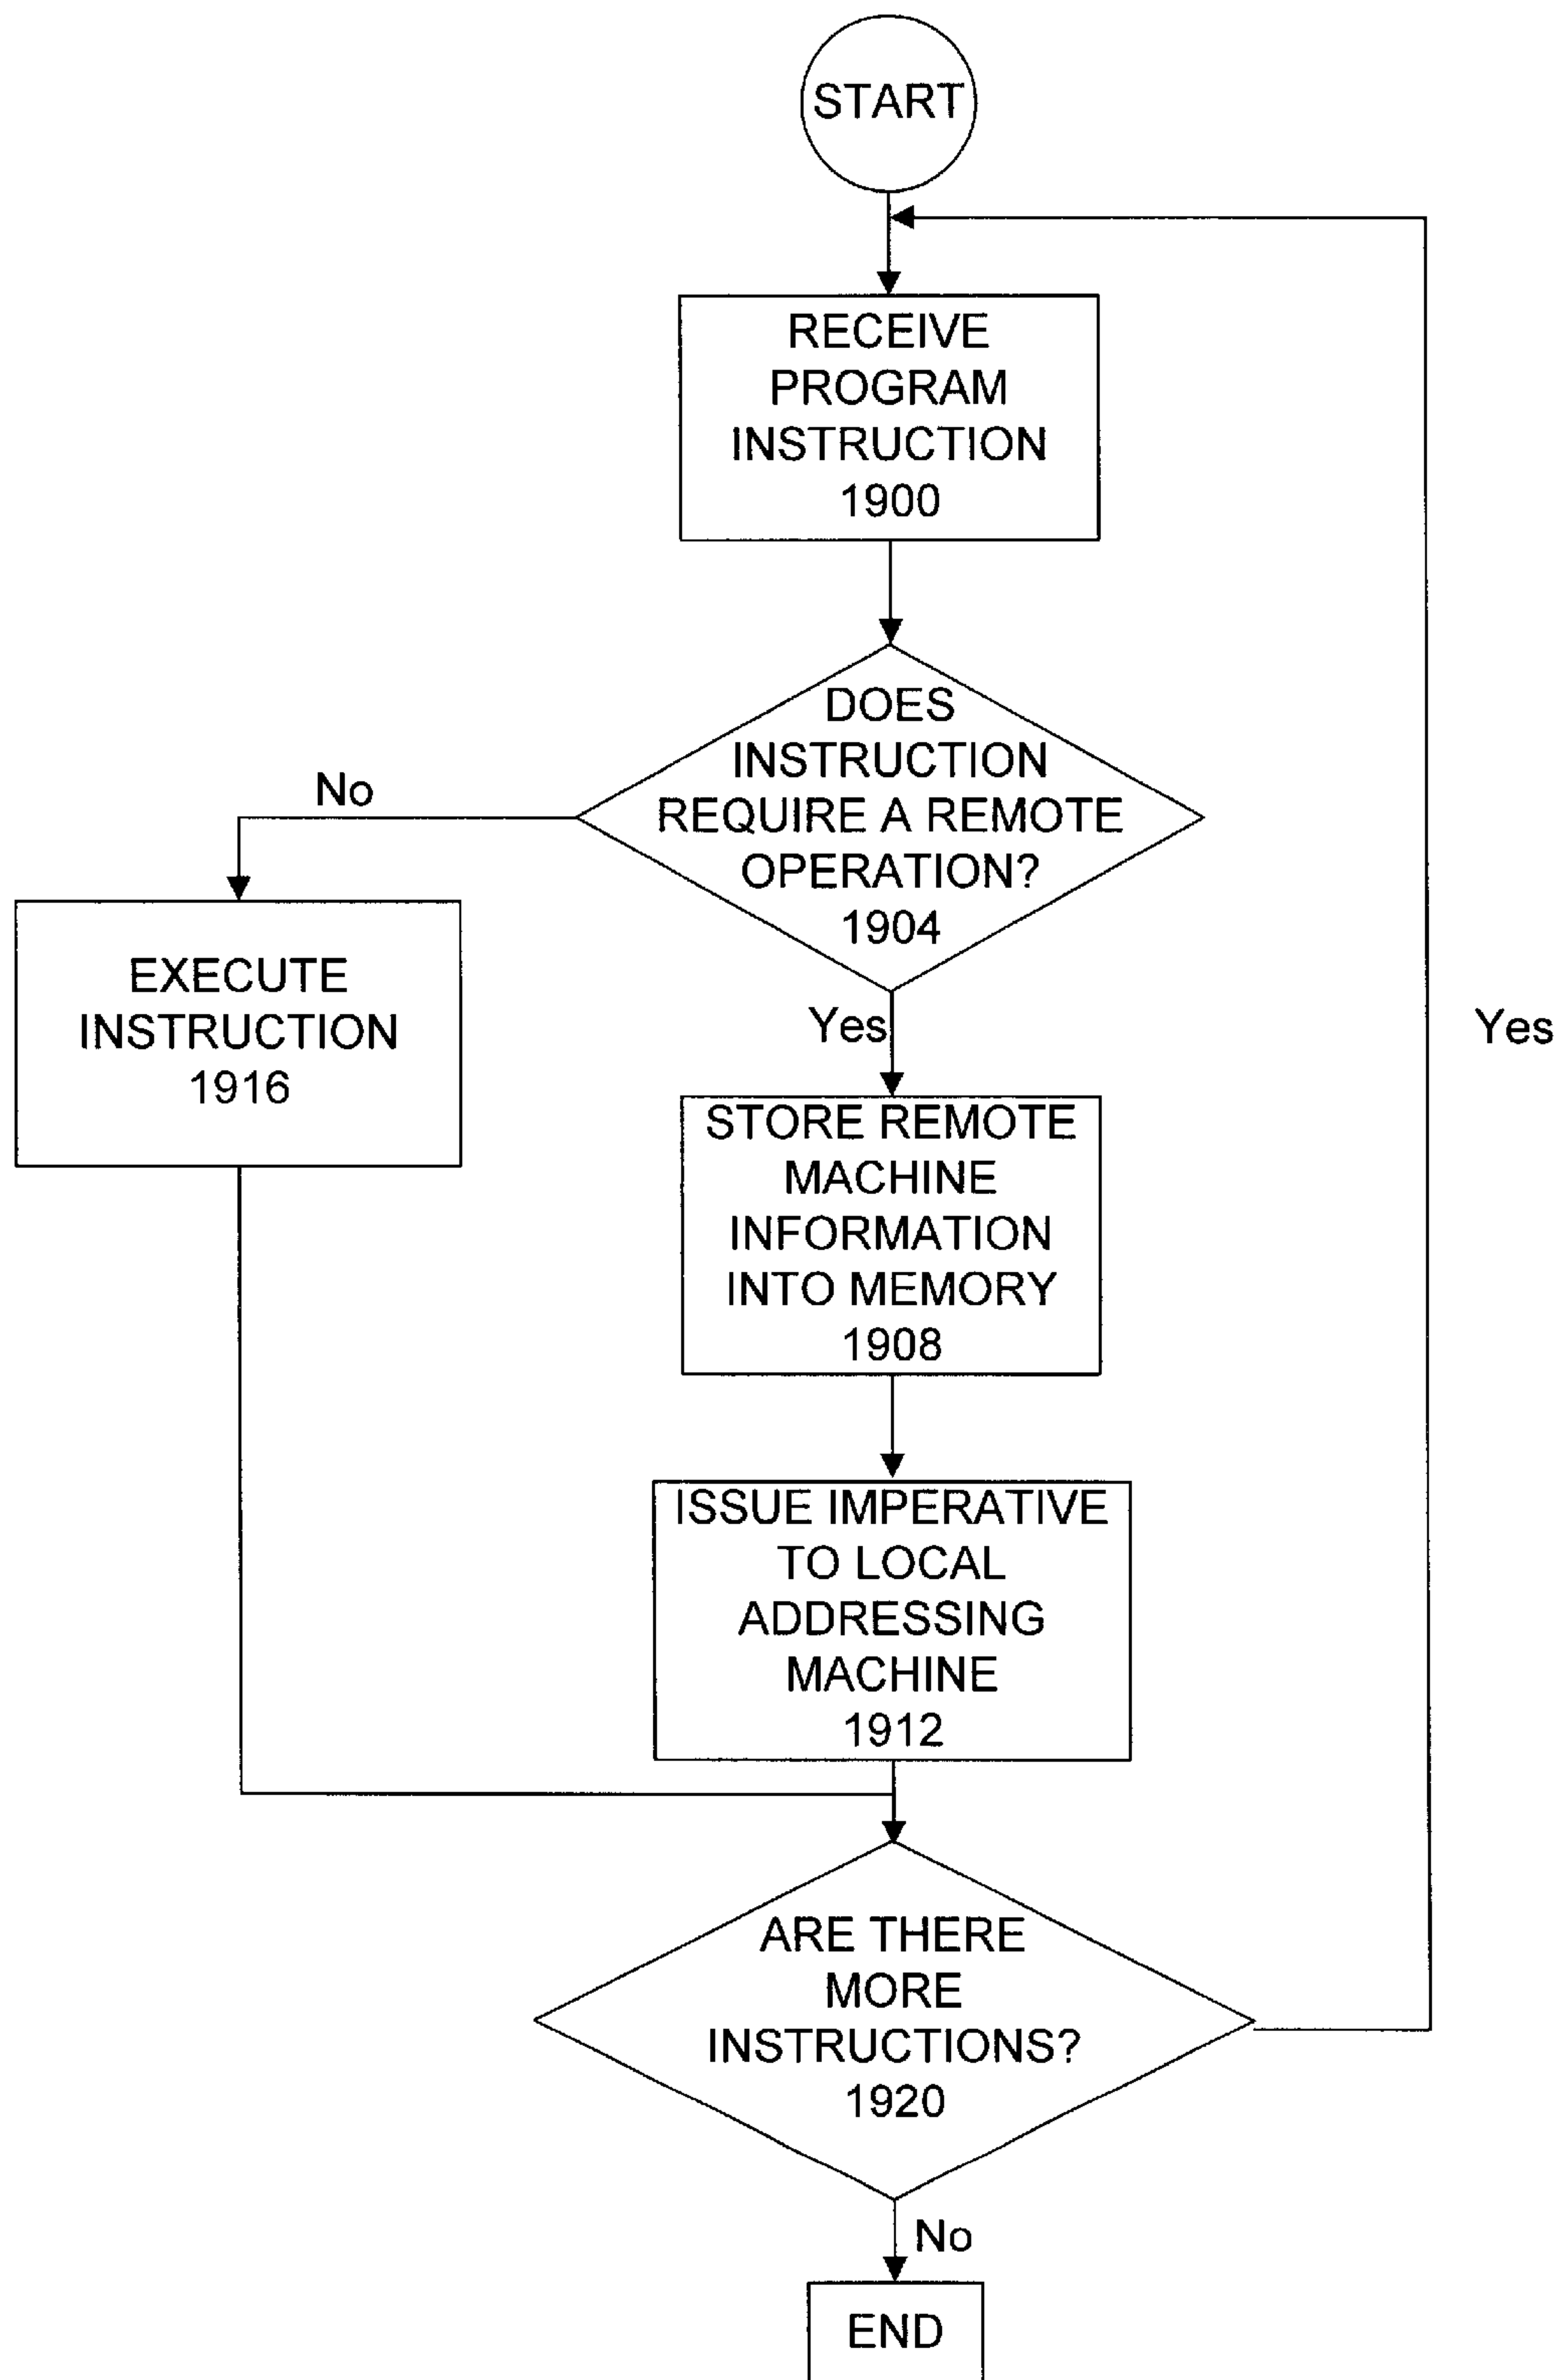 START
RECEIVE
PROGRAM
INSTRUCTION
1900
DOES
INSTRUCTION
REQUIRE A REMOTE
OPERATION?
1904
No
Yes
EXECUTE
INSTRUCTION
1916
STORE REMOTE
MACHINE
INFORMATION
INTO MEMORY
1908
Yes
ISSUE IMPERATIVE
TO LOCAL
ADDRESSING
MACHINE
1912
ARE THERE
MORE
INSTRUCTIONS?
1920
No
END